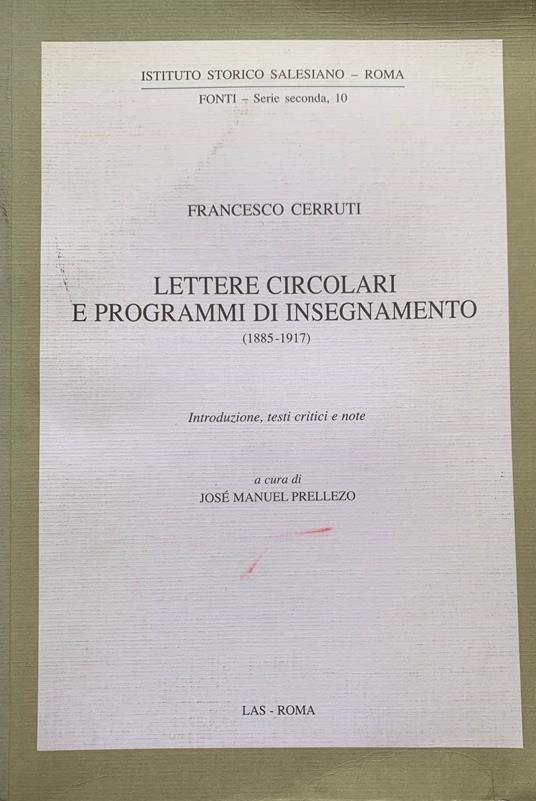 ISTITUTO STORICO SALESIANO – ROMA
FONTI – Serie seconda, 10
FRANCESCO CERRUTI
LETTERE CIRCOLARI
E PROGRAMMI DI INSEGNAMENTO
(1885-1917)
Introduzione, testi critici e note
a cura di
JOSÉ MANUEL PRELLEZO
LAS - ROMA